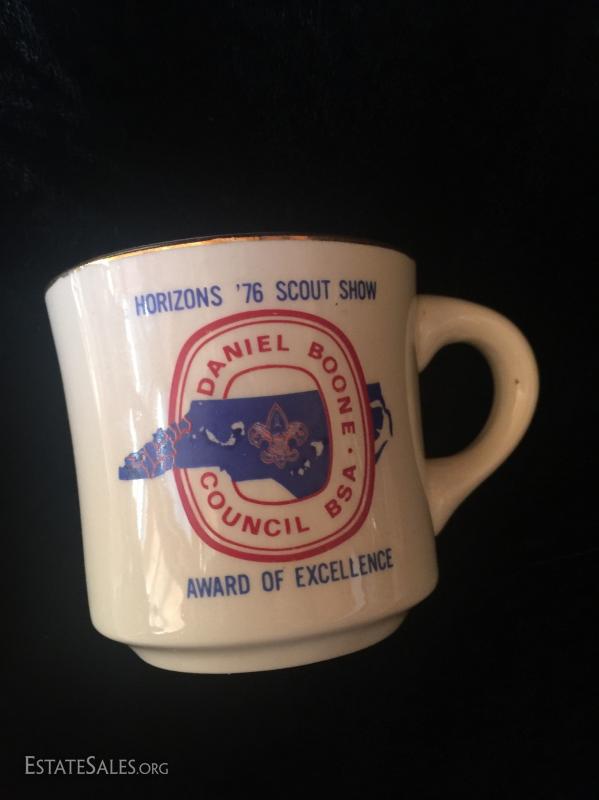 HORIZONS '76 SCOUT SHOW
DANIEL BOONE
COUNCIL BSA •
AWARD OF EXCELLENCE
ESTATESALES.ORG